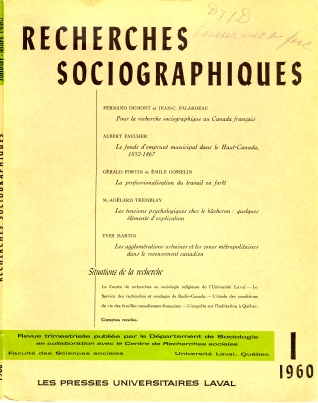 RECHERCHES
SOCIOGRAPHIQUES
FERNAND DUMONT et JEAN-C. FALARDEAU
Pour la recherche sociographique au Canada français
ALBERT FAUCHER
Le fonds d'emprunt municipal dans le Haut-Canada,
1852-1867
GÉRALD FORTIN et ÉMILE GOSSELIN
La professionalisation du travail en forêt
M.-ADÉLARD TREMBLAY
Les tensions psychologiques chez le bûcheron : quelques
éléments d'explication
YVES MARTIN
Les agglomérations urbaines et les zones métropolitaines
dans le recensement canadien
Situations de la recherche
Le Centre de recherches en sociologie religieuse de l'Université Laval — Le
Service des recherches et sondages de Radio-Canada — L'étude des conditions
de vie des familles canadiennes-françaises — L'enquête sur l'habitation à Québec.
Comptes rendus.
Revue trimestrielle publiée par le Département de Sociologie
en collaboration avec le Centre de Recherches sociales
Faculté des Sciences sociales Université Laval, Québec
1
1960
LES PRESSES UNIVERSITAIRES LAVAL
RECHERCHES SOCIOGRAPHIQUES
1960